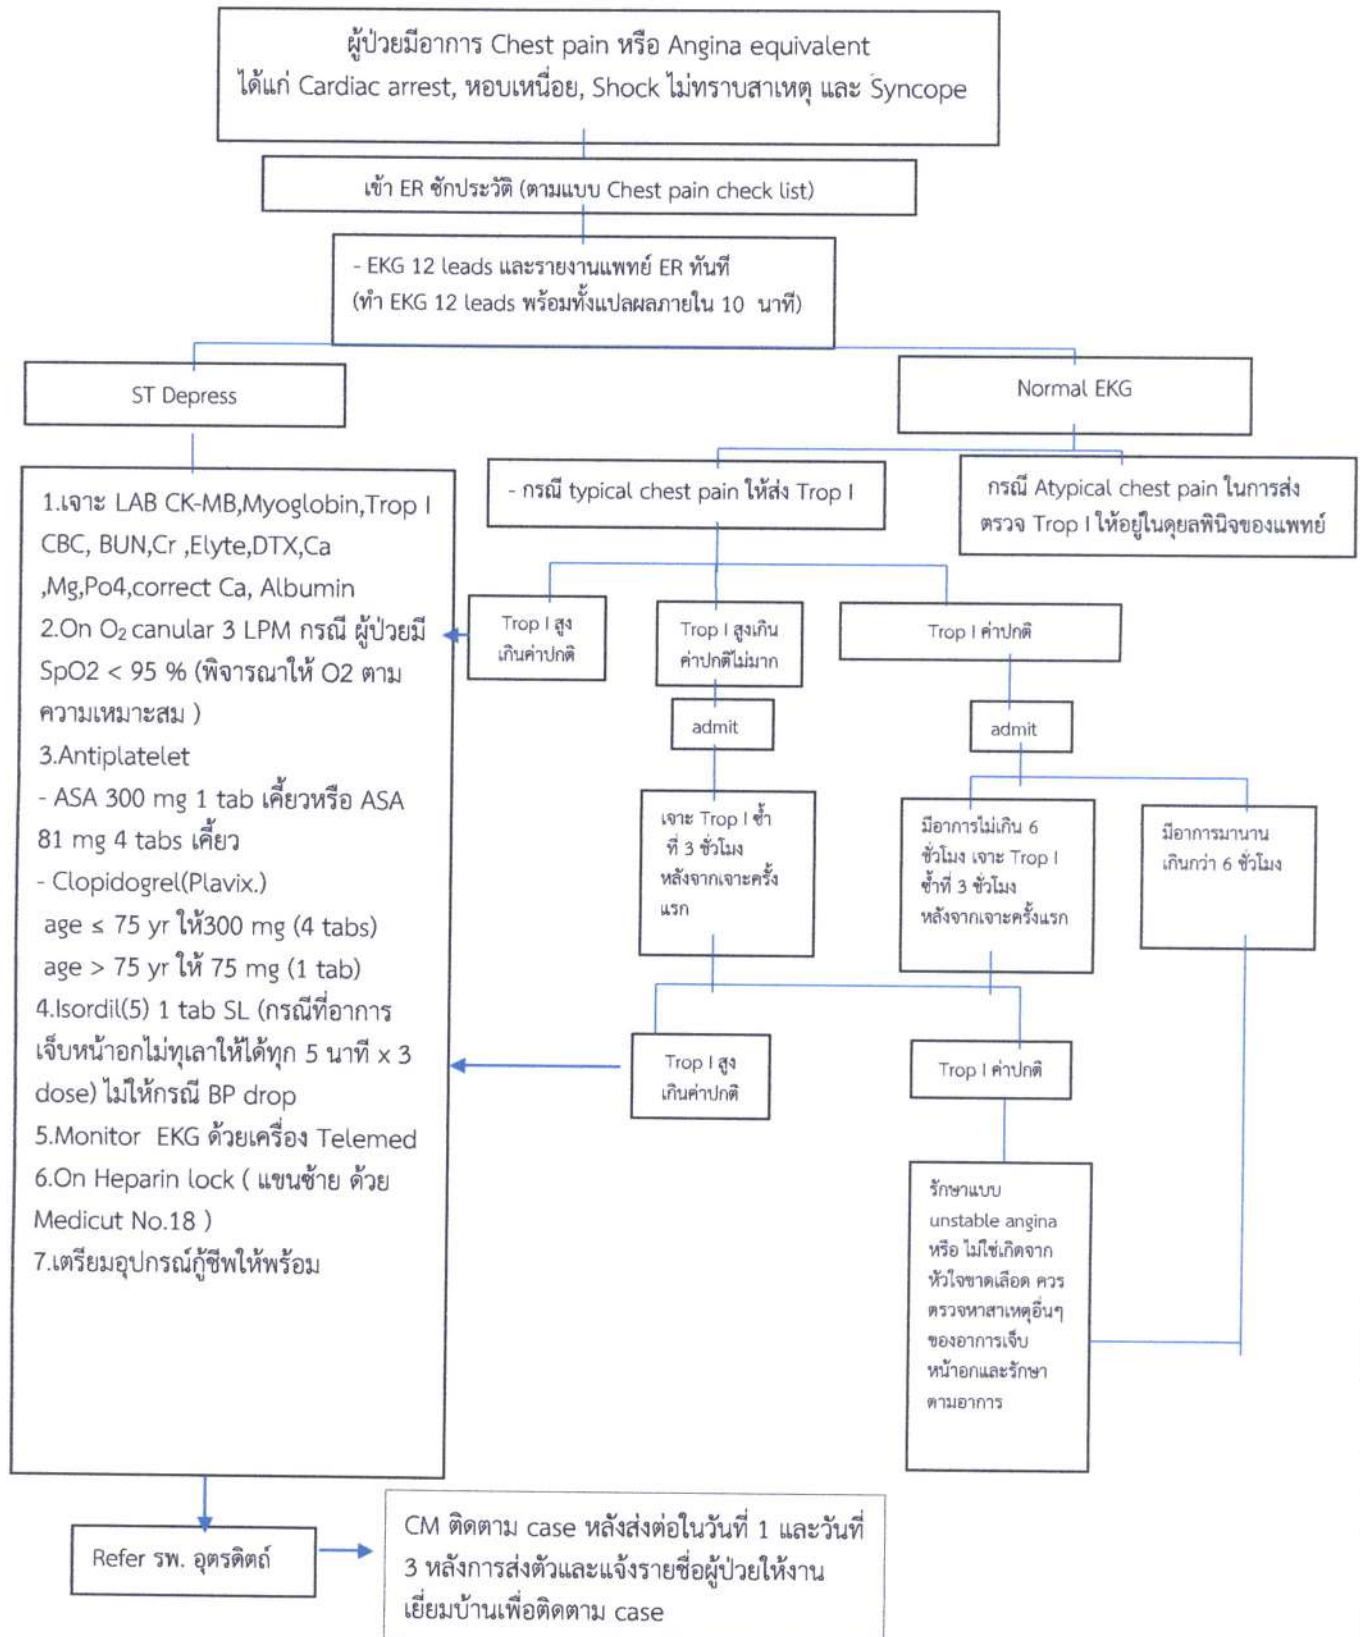 ผู้ป่วยมีอาการ Chest pain หรือ Angina equivalent
ได้แก่ Cardiac arrest, หอบเหนื่อย, Shock ไม่ทราบสาเหตุ และ Syncope
เข้า ER ซักประวัติ (ตามแบบ Chest pain check list)
- EKG 12 leads และรายงานแพทย์ ER ทันที
(ทำ EKG 12 leads พร้อมทั้งแปลผลภายใน 10 นาที)
ST Depress
Normal EKG
1.เจาะ LAB CK-MB,Myoglobin,Trop I
CBC, BUN,Cr ,Elyte,DTX,Ca
,Mg,Po4,correct Ca, Albumin
2.On O₂ canular 3 LPM กรณี ผู้ป่วยมี
SpO2 < 95 % (พิจารณาให้ O2 ตาม
ความเหมาะสม )
3.Antiplatelet
- ASA 300 mg 1 tab เคี้ยวหรือ ASA
81 mg 4 tabs เคี้ยว
- Clopidogrel(Plavix.)
age ≤ 75 yr ให้300 mg (4 tabs)
age > 75 yr ให้ 75 mg (1 tab)
4.Isordil(5) 1 tab SL (กรณีที่อาการ
เจ็บหน้าอกไม่ทุเลาให้ได้ทุก 5 นาที x 3
dose) ไม่ให้กรณี BP drop
5.Monitor EKG ด้วยเครื่อง Telemed
6.On Heparin lock ( แขนซ้าย ด้วย
Medicut No.18 )
7.เตรียมอุปกรณ์กู้ชีพให้พร้อม
- กรณี typical chest pain ให้ส่ง Trop I
กรณี Atypical chest pain ในการส่ง
ตรวจ Trop I ให้อยู่ในดุยลพินิจของแพทย์
Trop I สูง
เกินค่าปกติ
Trop I สูงเกิน
ค่าปกติไม่มาก
Trop I ค่าปกติ
admit
admit
เจาะ Trop I ซ้ำ
ที่ 3 ชั่วโมง
หลังจากเจาะครั้ง
แรก
มีอาการไม่เกิน 6
ชั่วโมง เจาะ Trop I
ซ้ำที่ 3 ชั่วโมง
หลังจากเจาะครั้งแรก
มีอาการมานาน
เกินกว่า 6 ชั่วโมง
Trop I สูง
เกินค่าปกติ
Trop I ค่าปกติ
รักษาแบบ
unstable angina
หรือ ไม่ใช่เกิดจาก
หัวใจขาดเลือด ควร
ตรวจหาสาเหตุอื่นๆ
ของอาการเจ็บ
หน้าอกและรักษา
ตามอาการ
Refer รพ. อุตรดิตถ์
CM ติดตาม case หลังส่งต่อในวันที่ 1 และวันที่
3 หลังการส่งตัวและแจ้งรายชื่อผู้ป่วยให้งาน
เยี่ยมบ้านเพื่อติดตาม case